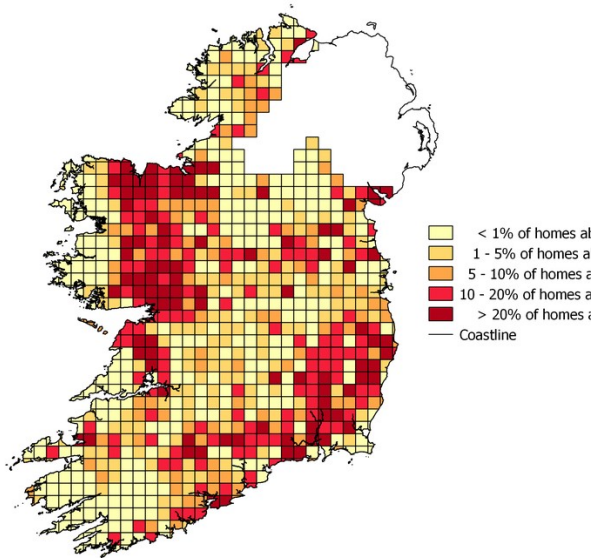 < 1% of homes ab
1 - 5% of homes a
5 - 10% of homes a
10 - 20% of homes a
> 20% of homes a
Coastline